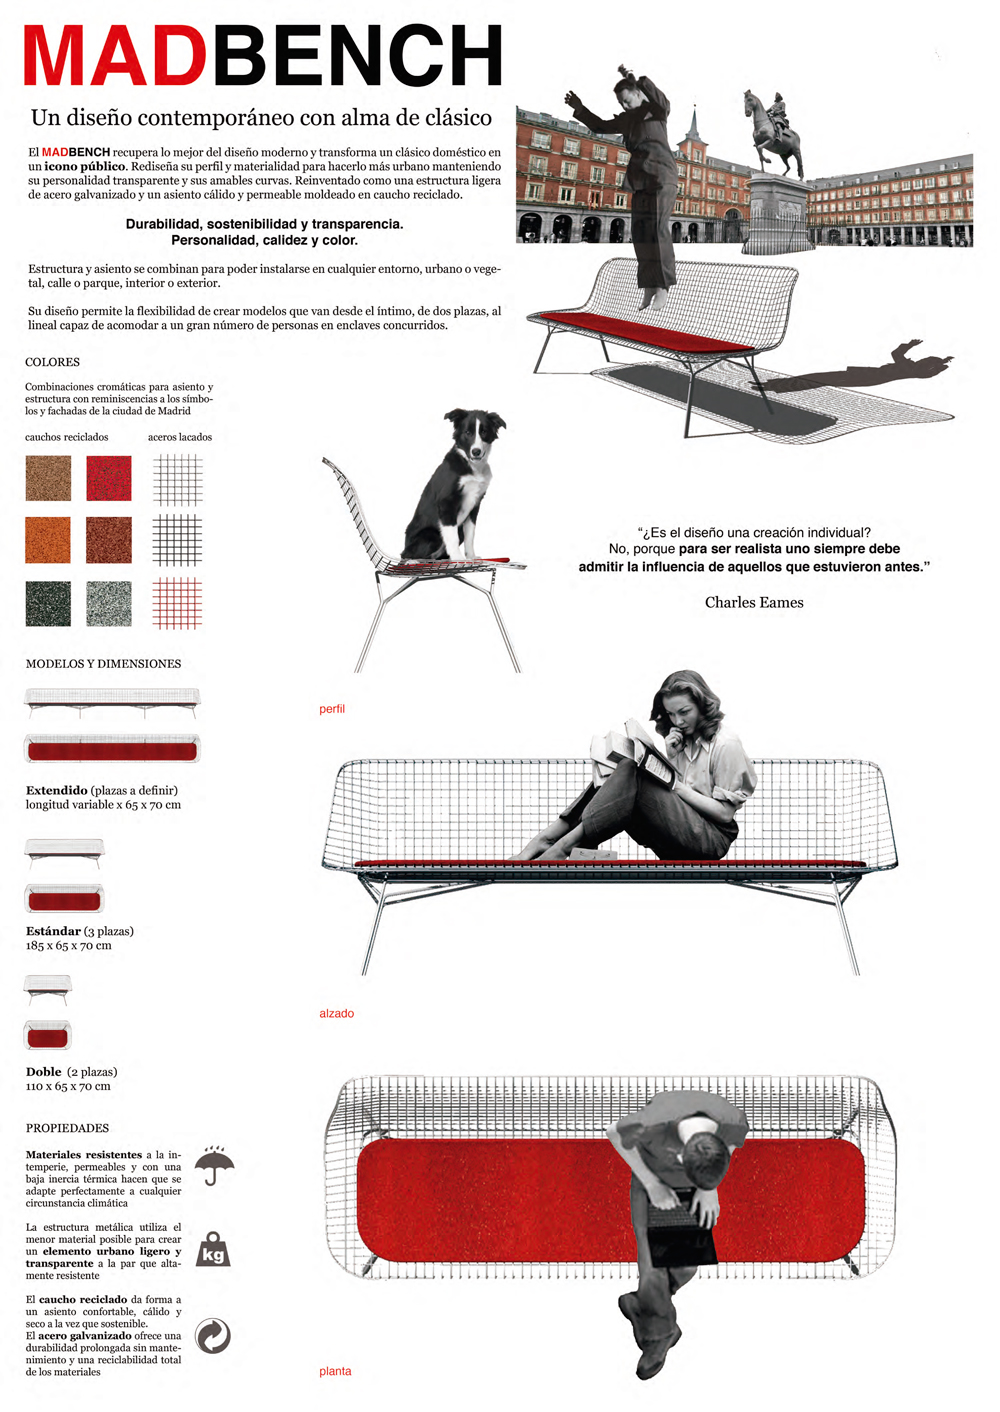 MADBENCH
Un diseño contemporáneo con alma de clásico
El MADBENCH recupera lo mejor del diseño moderno y transforma un clásico doméstico en
un icono público. Rediseña su perfil y materialidad para hacerlo más urbano manteniendo
su personalidad transparente y sus amables curvas. Reinventado como una estructura ligera
de acero galvanizado y un asiento cálido y permeable moldeado en caucho reciclado.
Durabilidad, sostenibilidad y transparencia.
Personalidad, calidez y color.
Estructura y asiento se combinan para poder instalarse en cualquier entorno, urbano o vege-
tal, calle o parque, interior o exterior.
Su diseño permite la flexibilidad de crear modelos que van desde el íntimo, de dos plazas, al
lineal capaz de acomodar a un gran número de personas en enclaves concurridos.
COLORES
Combinaciones cromáticas para asiento y
estructura con reminiscencias a los símbo-
los y fachadas de la ciudad de Madrid
cauchos reciclados
aceros lacados
“¿Es el diseño una creación individual?
No, porque para ser realista uno siempre debe
admitir la influencia de aquellos que estuvieron antes.”
Charles Eames
MODELOS Y DIMENSIONES
perfil
Extendido (plazas a definir)
longitud variable x 65 x 70 cm
Estándar (3 plazas)
185 x 65 x 70 cm
alzado
Doble (2 plazas)
110 x 65 x 70 cm
PROPIEDADES
Materiales resistentes a la in-
temperie, permeables y con una
baja inercia térmica hacen que se
adapte perfectamente a cualquier
circunstancia climática
La estructura metálica utiliza el
menor material posible para crear
un elemento urbano ligero y
transparente a la par que alta-
mente resistente
kg
El caucho reciclado da forma a
un asiento confortable, cálido y
seco a la vez que sostenible.
El acero galvanizado ofrece una
durabilidad prolongada sin mante-
nimiento y una reciclabilidad total
de los materiales
planta